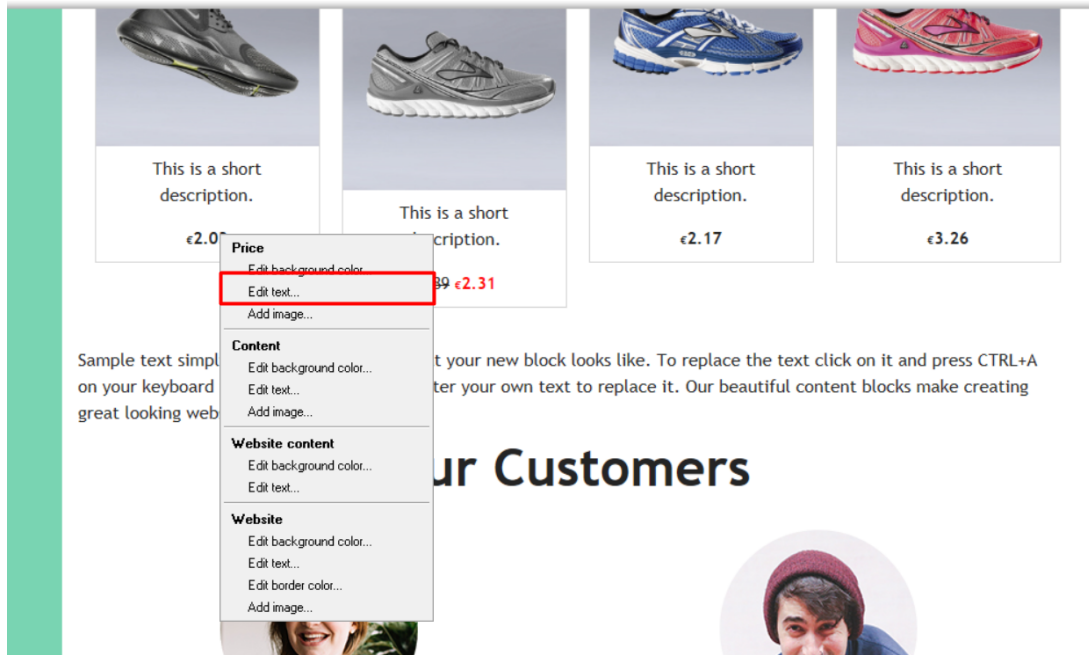 This is a short
description.
€2.0
This is a short
cription.
89 €2.31
This is a short
description.
€2.17
This is a short
description.
€3.26
Price
Edit background color...
Edit text...
Add image...
Content
Edit background color...
Edit text...
Add image...
Website content
Edit background color...
Edit text...
Website
Edit background color...
Edit text...
Edit border color...
Add image...
Sample text simpl t your new block looks like. To replace the text click on it and press CTRL+A
on your keyboard ter your own text to replace it. Our beautiful content blocks make creating
great looking web
ur Customers